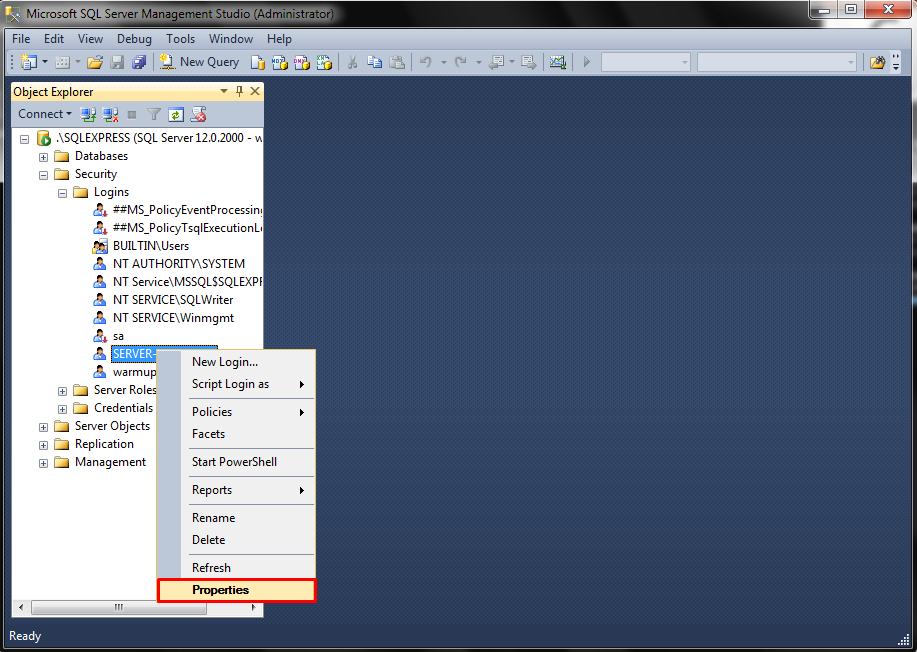 Microsoft SQL Server Management Studio (Administrator)
File Edit View Debug Tools Window Help
New Query
Object Explorer
Connect
.\SQLEXPRESS (SQL Server 12.0.2000 - w
Databases
Security
Logins
##MS_PolicyEventProcessing
##MS_PolicyTsqlExecutionL
BUILTIN\Users
NT AUTHORITY\SYSTEM
NT Service\MSSQL$SQLEXPR
NT SERVICE\SQLWriter
NT SERVICE\Winmgmt
sa
SERVER-
warmup
Server Roles
Credentials
Server Objects
Replication
Management
New Login...
Script Login as
Policies
Facets
Start PowerShell
Reports
Rename
Delete
Refresh
Properties
Ready